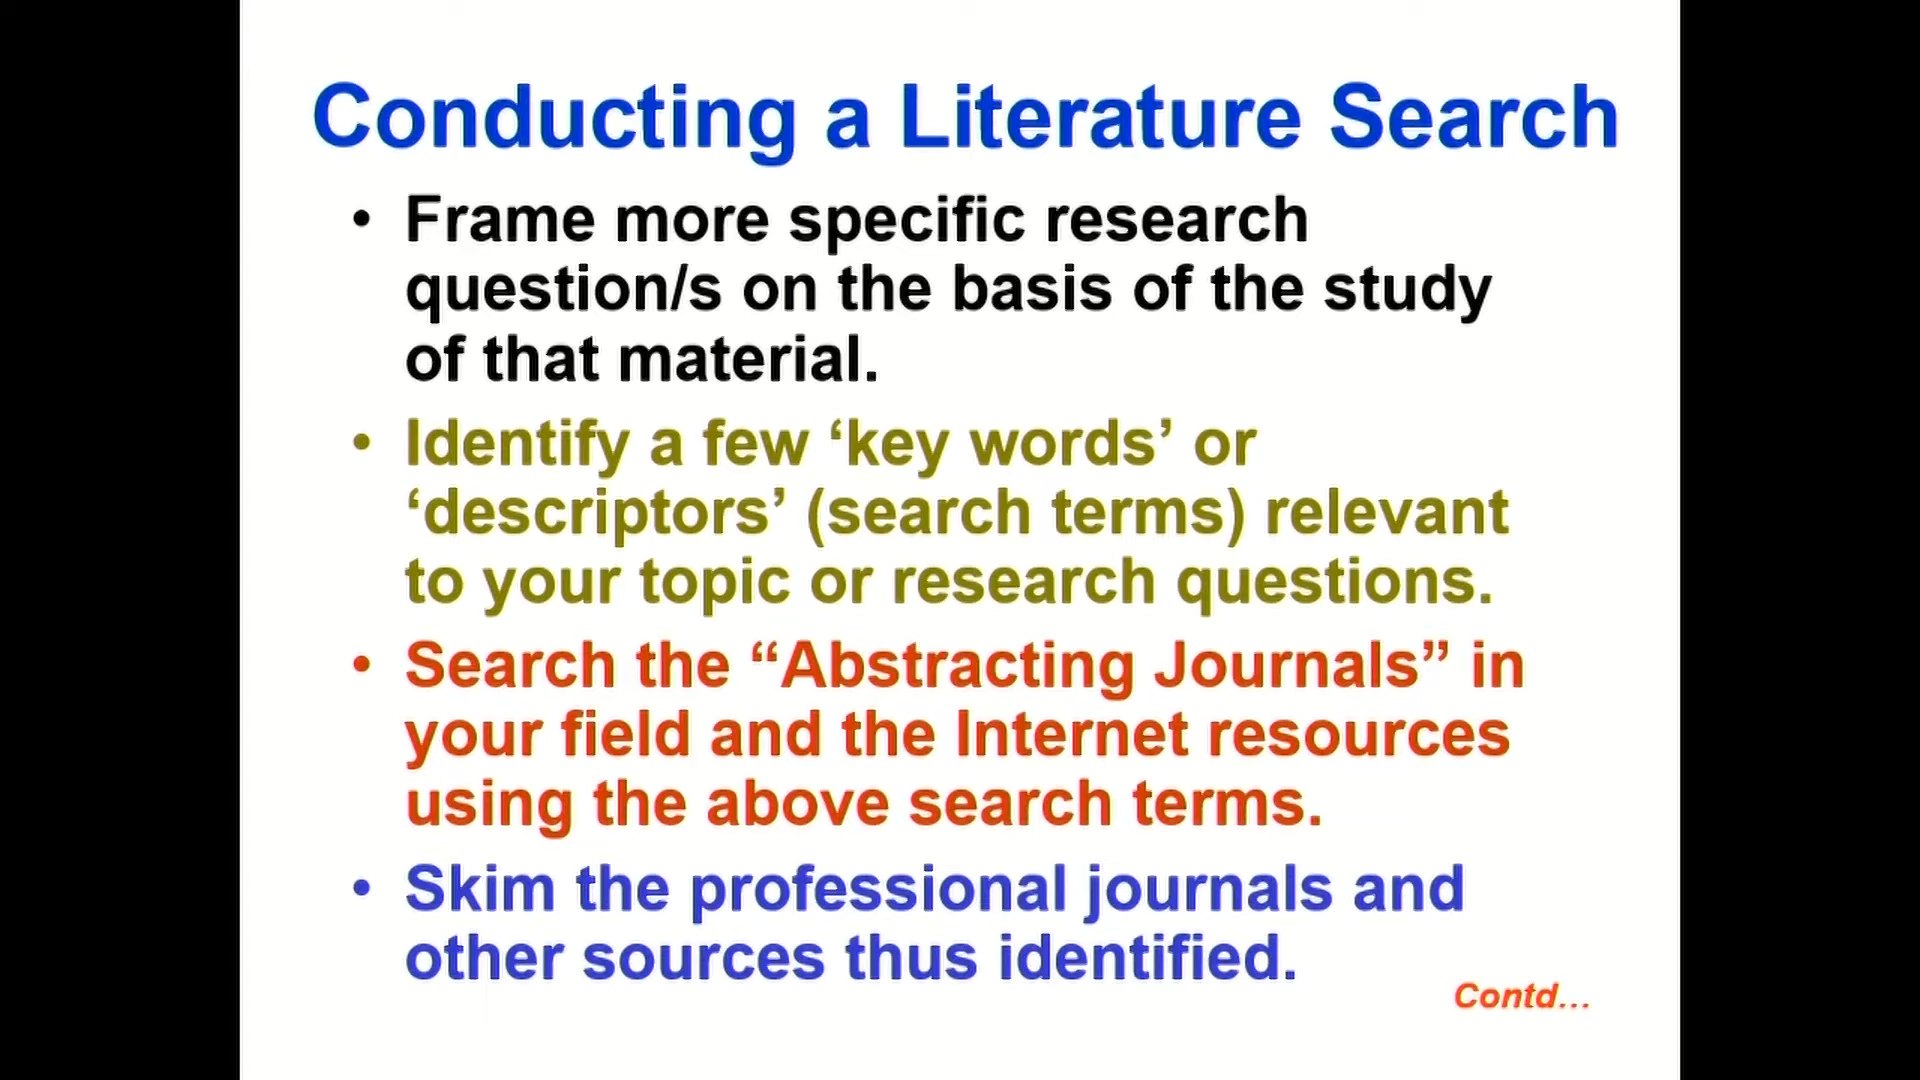 Conducting a Literature Search
• Frame more specific research
question/s on the basis of the study
of that material.
• Identify a few ‘key words’ or
‘descriptors’ (search terms) relevant
to your topic or research questions.
• Search the “Abstracting Journals” in
your field and the Internet resources
using the above search terms.
• Skim the professional journals and
other sources thus identified.
Contd...